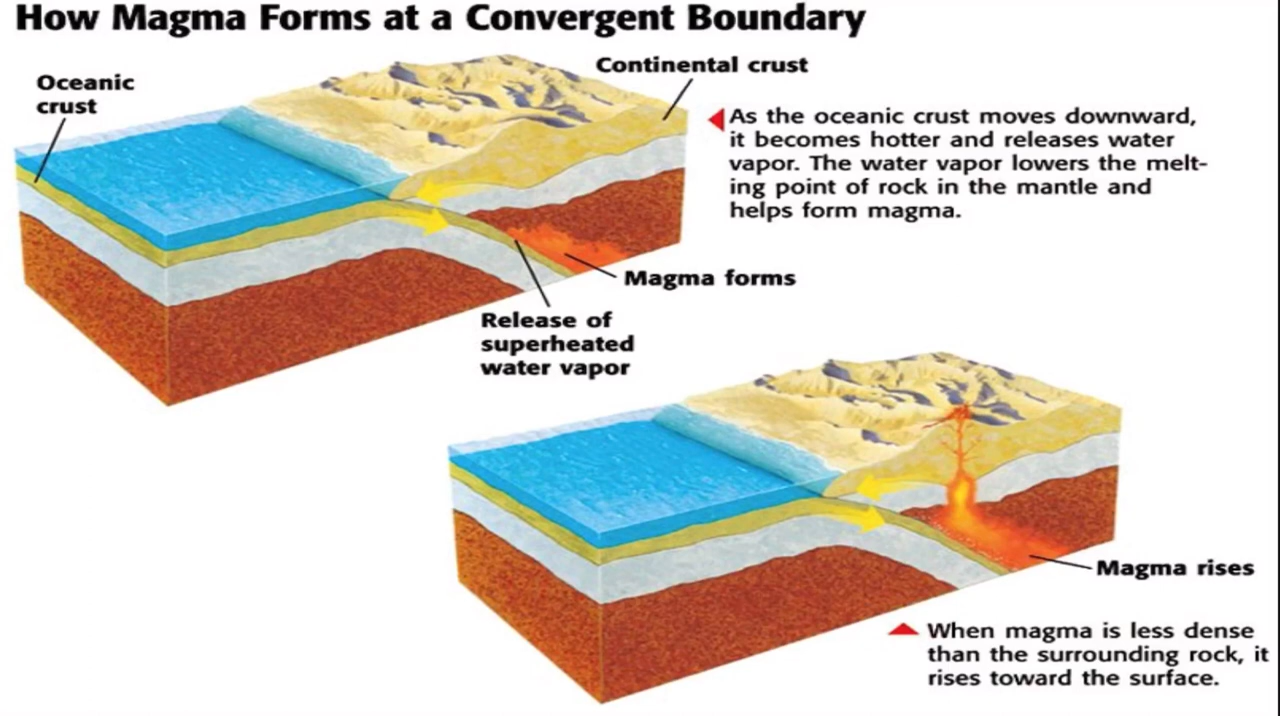 How Magma Forms at a Convergent Boundary
Oceanic
crust
Continental crust
As the oceanic crust moves downward,
it becomes hotter and releases water
vapor. The water vapor lowers the melt-
ing point of rock in the mantle and
helps form magma.
Magma forms
Release of
superheated
water vapor
Magma rises
When magma is less dense
than the surrounding rock, it
rises toward the surface.